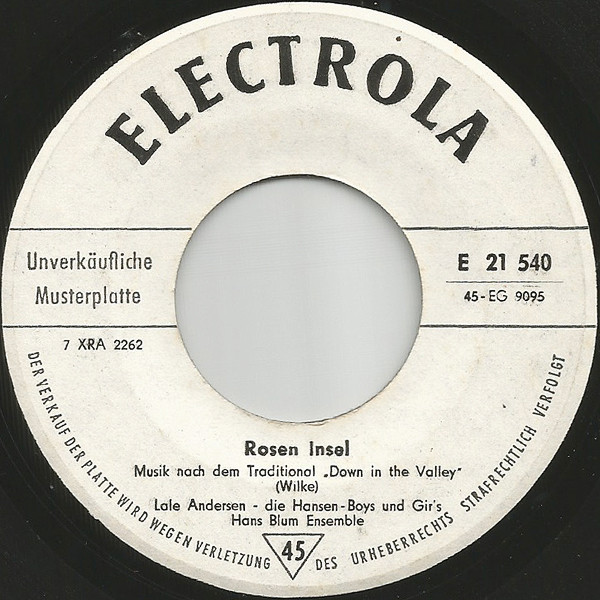 ELECTROLA
Unverkäufliche
Musterplatte
E 21 540
45-EG 9095
7 XRA 2262
Rosen Insel
Musik nach dem Traditional „Down in the Valley"
(Wilke)
Lale Andersen - die Hansen-Boys und Gir's
Hans Blum Ensemble
DER VERKAUF DER PLATTE WIRD WEGEN VERLETZUNG DES URHEBERRECHTS STRAFRECHTLICH VERFOLGT
45